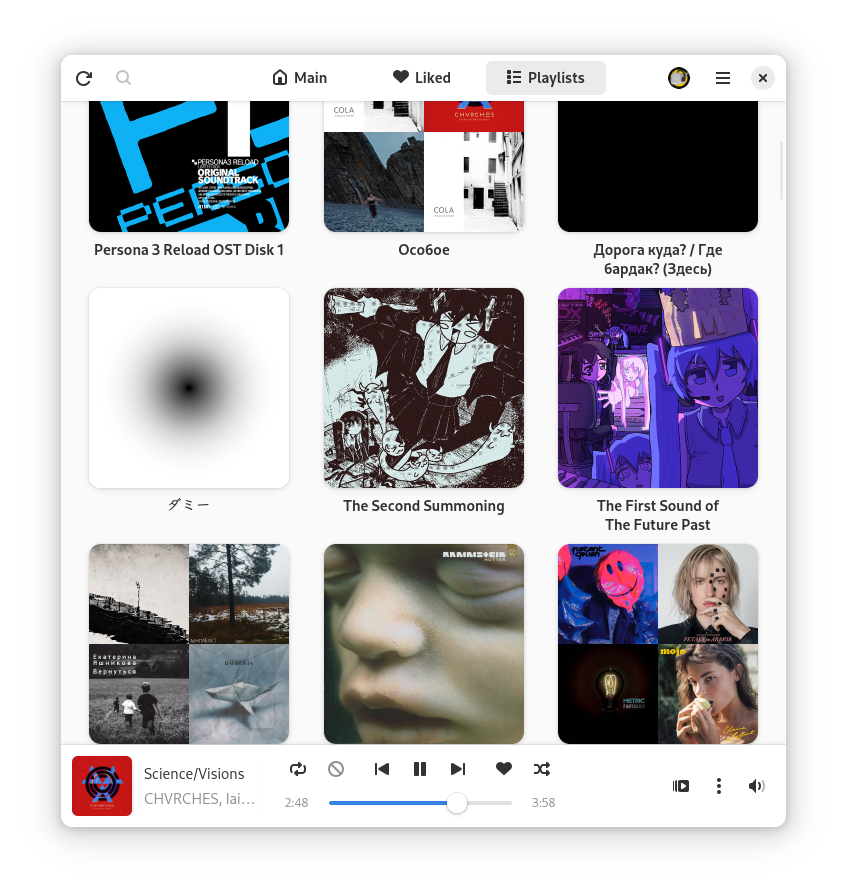 Main
Liked
Playlists
PERSONA3 RELOAD
ORIGINAL
SOUNDTRACK
COLA
CHVRCHES
COLA
Persona 3 Reload OST Disk 1
Особое
Дорога куда? / Где
бардак? (Здесь)
ダミー
The Second Summoning
The First Sound of
The Future Past
Екатерина
Яшникова
Вернуться
RAMMSTEIN
MUTTER
METRIC
FANTASIES
mojo
Science/Visions
CHVRCHES, lai…
2:48
3:58